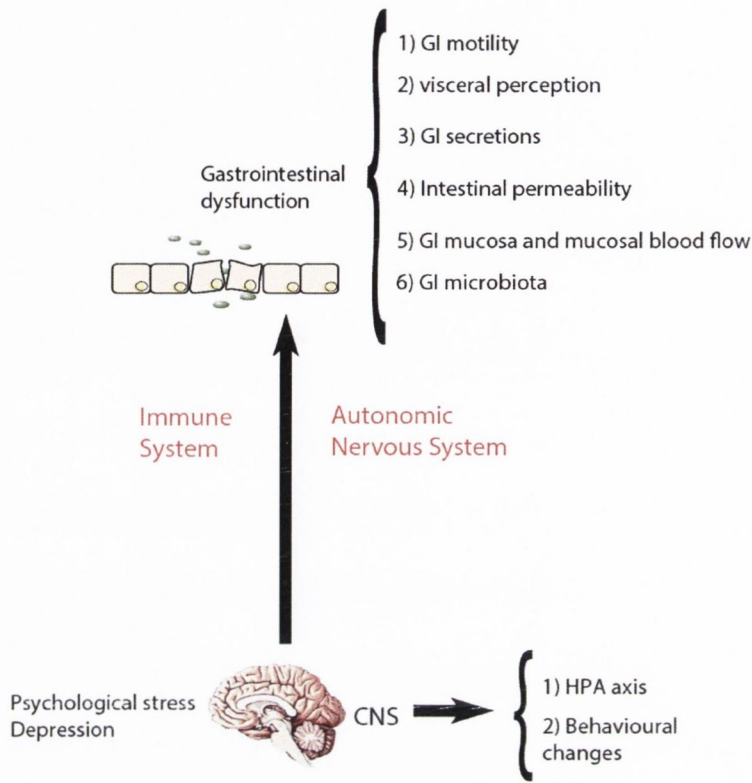 1) GI motility
2) visceral perception
3) GI secretions
4) Intestinal permeability
5) GI mucosa and mucosal blood flow
6) GI microbiota
Gastrointestinal
dysfunction
Immune
System
Autonomic
Nervous System
Psychological stress
Depression
CNS
1) HPA axis
2) Behavioural
changes